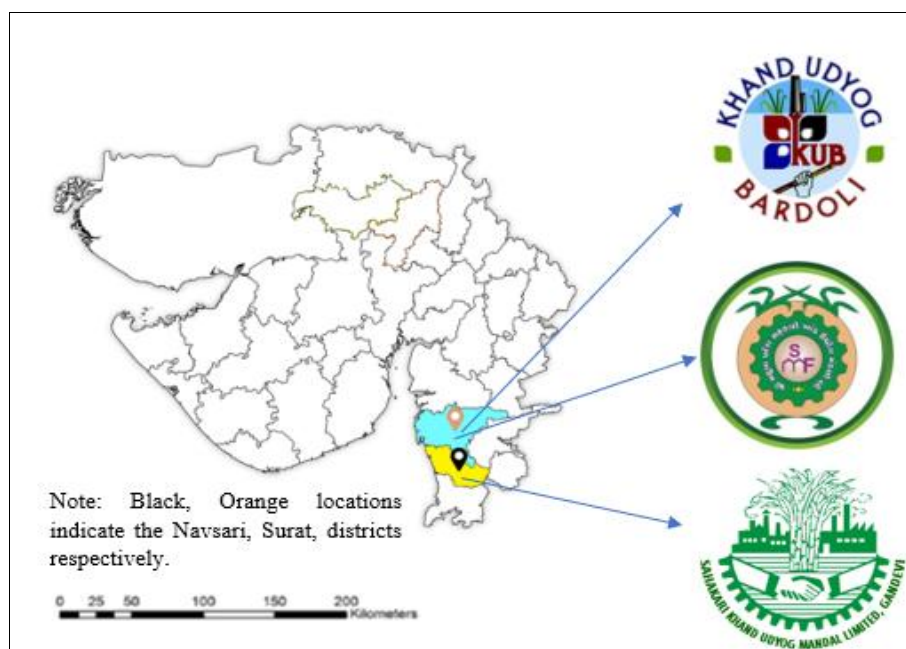 KHAND UDYOG
KUB
BARDOLI
S
F
SAHAKARI KHAND UDYOG MANDAL LIMITED, GANDEVI
Note: Black, Orange locations
indicate the Navsari, Surat, districts
respectively.
0 25 50 100 150 200
Kilometers